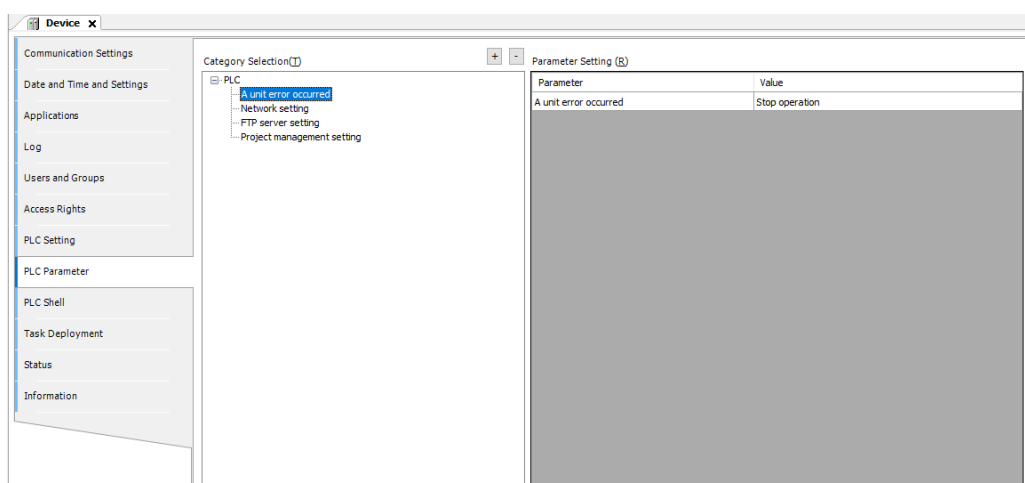 Device x
Communication Settings
Date and Time and Settings
Applications
Log
Users and Groups
Access Rights
PLC Setting
PLC Parameter
PLC Shell
Task Deployment
Status
Information
Category Selection(T)
+ -
PLC
A unit error occurred
Network setting
FTP server setting
Project management setting
Parameter Setting (R)
Parameter Value
A unit error occurred Stop operation